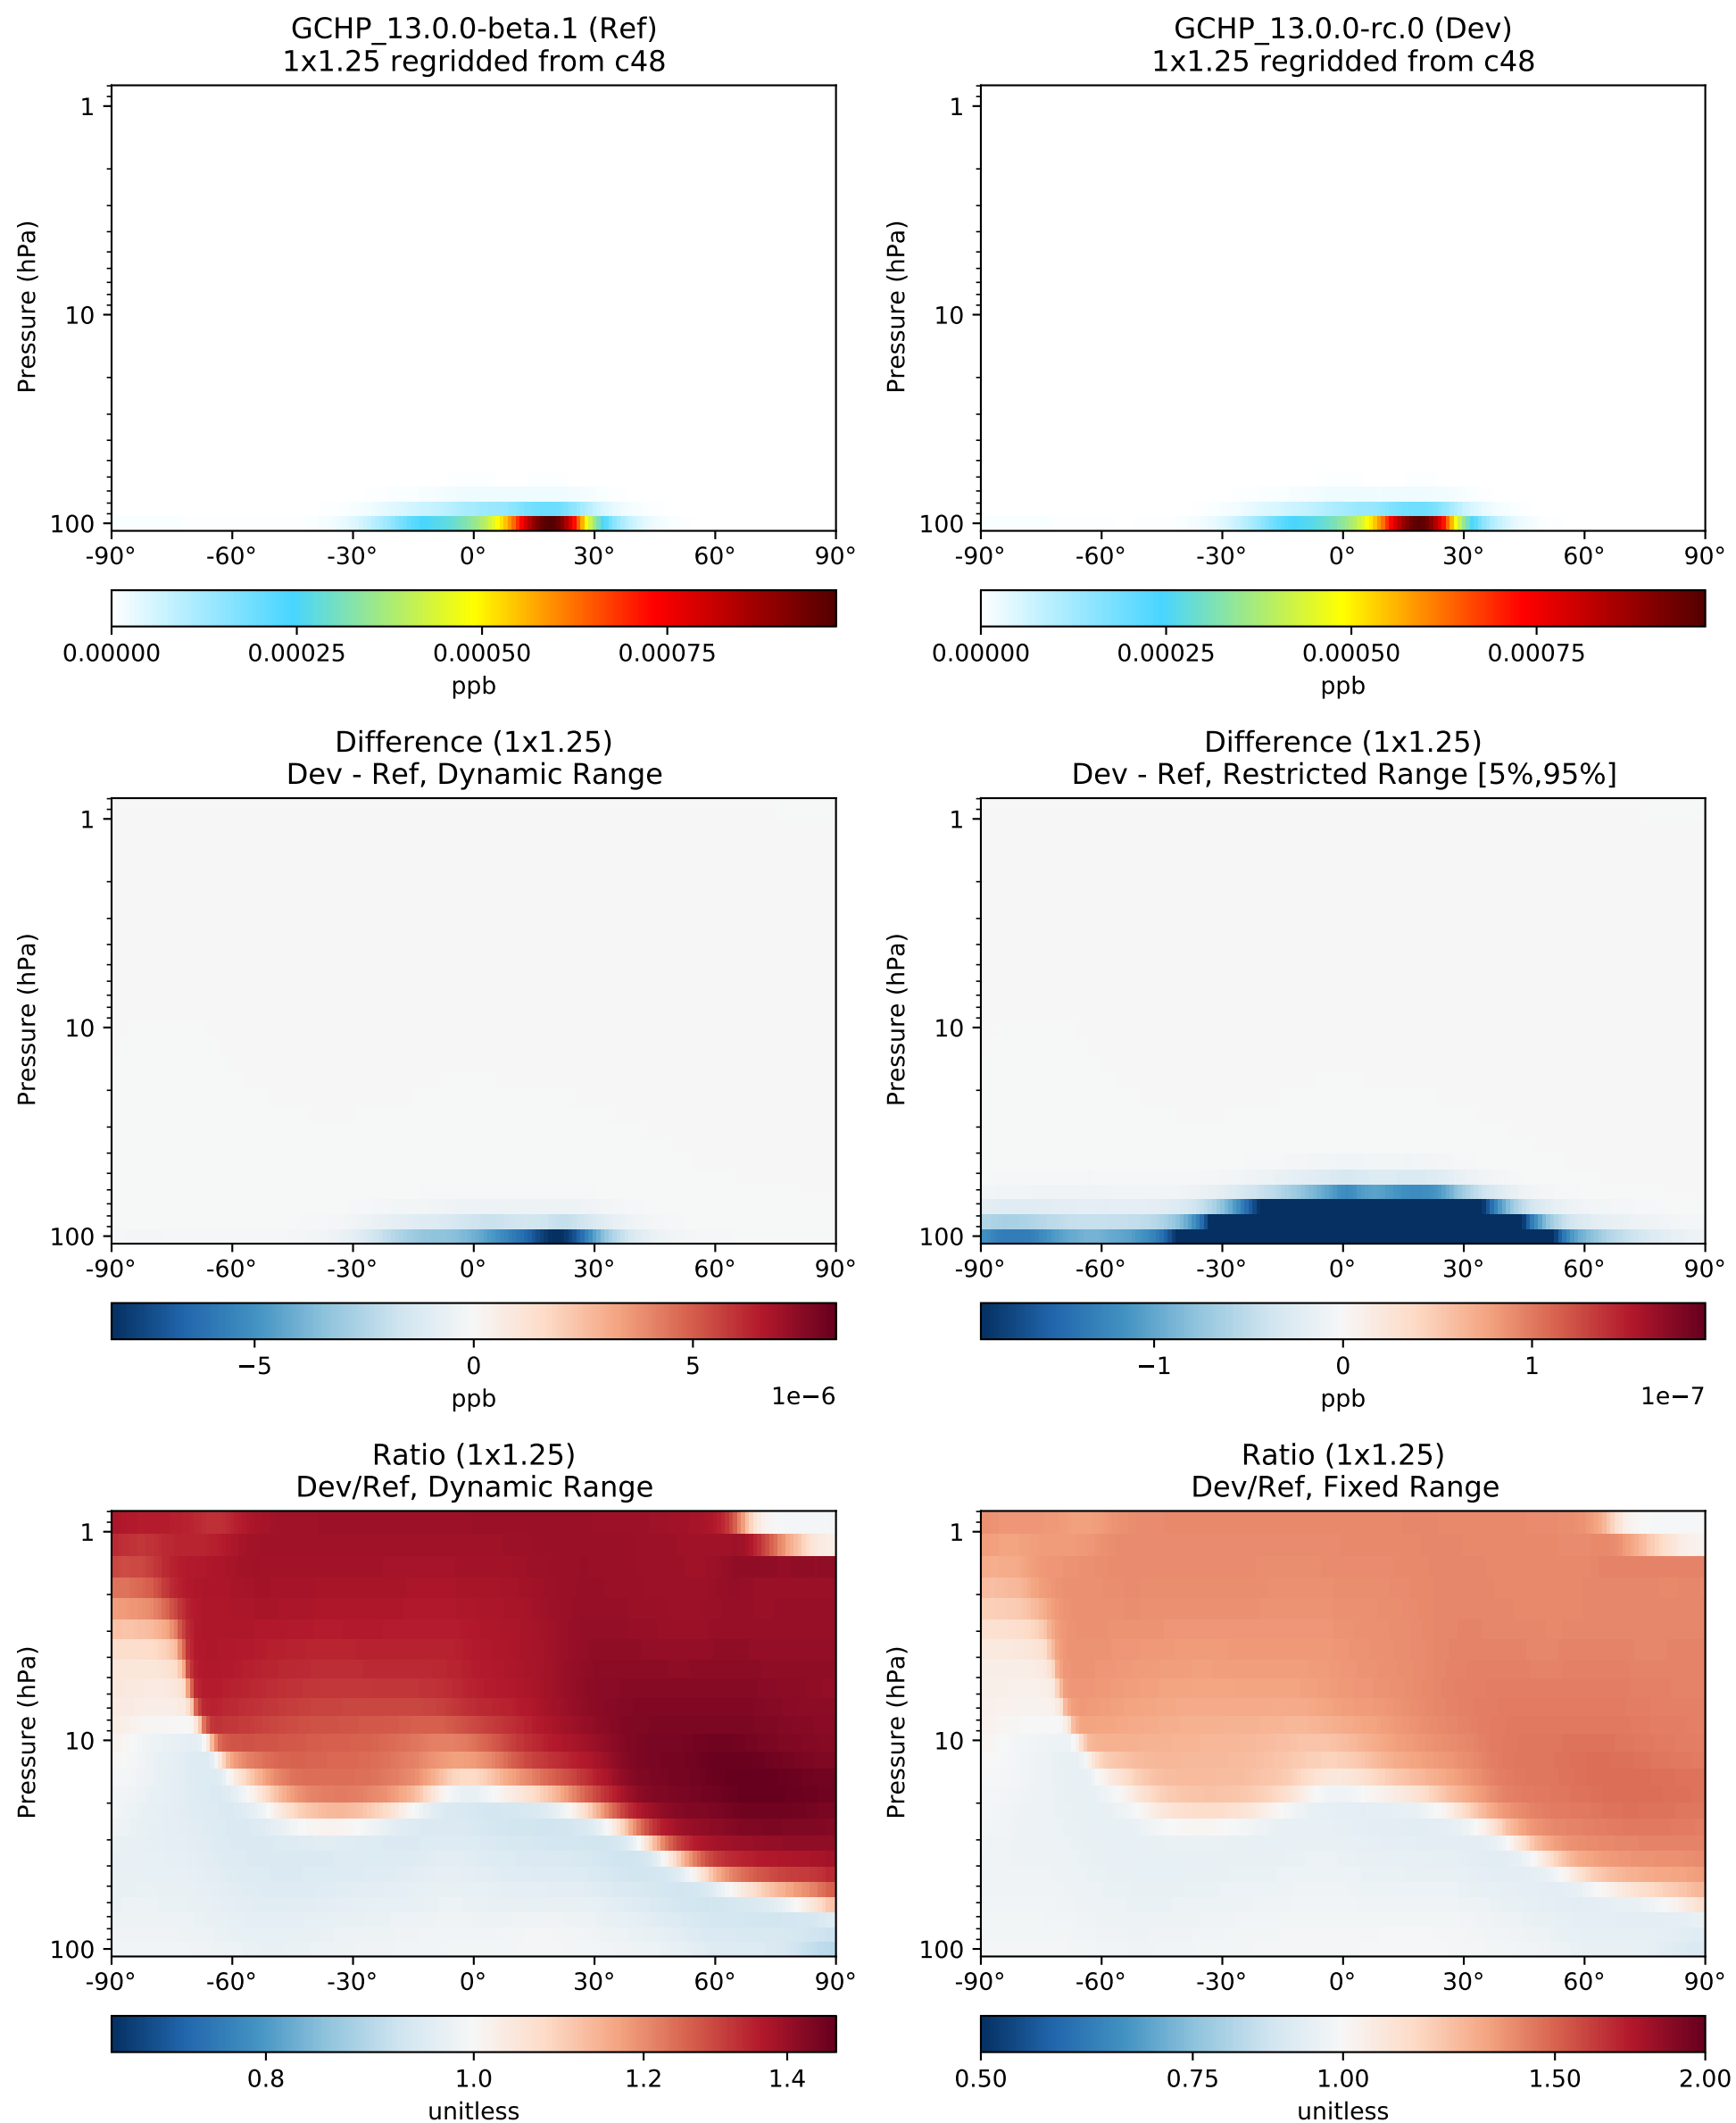 GCHP_13.0.0-beta.1 (Ref)
1x1.25 regridded from c48
Pressure (hPa)
1
10
100
-90° -60° -30° 0° 30° 60° 90°
0.00000 0.00025 0.00050 0.00075
ppb
GCHP_13.0.0-rc.0 (Dev)
1x1.25 regridded from c48
Pressure (hPa)
1
10
100
-90° -60° -30° 0° 30° 60° 90°
0.00000 0.00025 0.00050 0.00075
ppb
Difference (1x1.25)
Dev - Ref, Dynamic Range
Pressure (hPa)
1
10
100
-90° -60° -30° 0° 30° 60° 90°
−5 0 5
ppb 1e−6
Difference (1x1.25)
Dev - Ref, Restricted Range [5%,95%]
Pressure (hPa)
1
10
100
-90° -60° -30° 0° 30° 60° 90°
−1 0 1
ppb 1e−7
Ratio (1x1.25)
Dev/Ref, Dynamic Range
Pressure (hPa)
1
10
100
-90° -60° -30° 0° 30° 60° 90°
0.8 1.0 1.2 1.4
unitless
Ratio (1x1.25)
Dev/Ref, Fixed Range
Pressure (hPa)
1
10
100
-90° -60° -30° 0° 30° 60° 90°
0.50 0.75 1.00 1.50 2.00
unitless